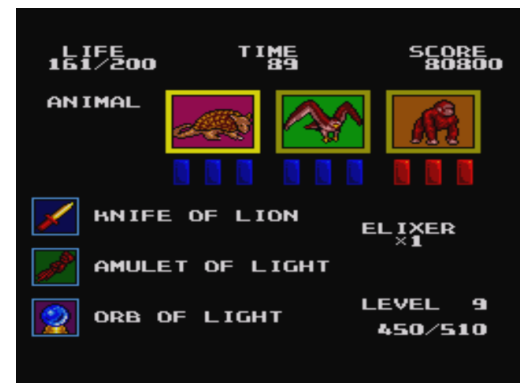 LIFE TIME SCORE
161/200 89 80800
ANIMAL
KNIFE OF LION
ELIXER
×1
AMULET OF LIGHT
LEVEL 9
ORB OF LIGHT
450/510